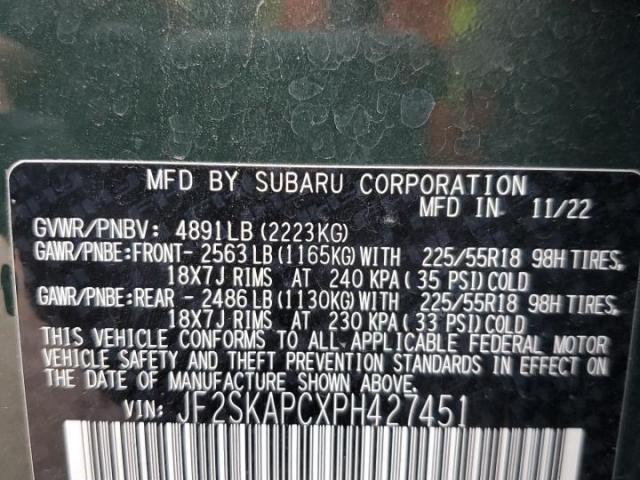 MFD BY SUBARU CORPORATION
MFD IN 11/22
GVWR/PNBV: 4891LB (2223KG)
GAWR/PNBE:FRONT- 2563LB(1165KG)WITH 225/55R18 98H TIRES,
18X7J RIMS AT 240 KPA(35 PSI)COLD
GAWR/PNBE:REAR - 2486LB(1130KG)WITH 225/55R18 98H TIRES,
18X7J RIMS AT 230 KPA(33 PSI)COLD
THIS VEHICLE CONFORMS TO ALL APPLICABLE FEDERAL MOTOR
VEHICLE SAFETY AND THEFT PREVENTION STANDARDS IN EFFECT ON
THE DATE OF MANUFACTURE SHOWN ABOVE.
VIN: JF2SKAPCXPH427451